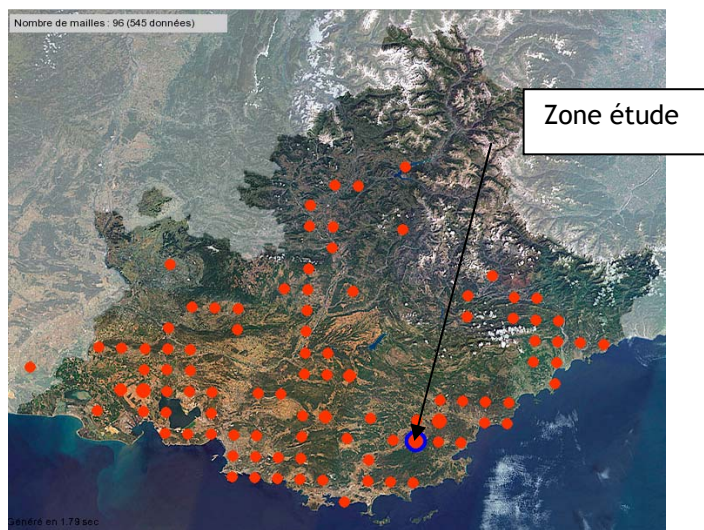 Nombre de mailles : 96 (545 données)
Zone étude
Généré en 1.79 sec